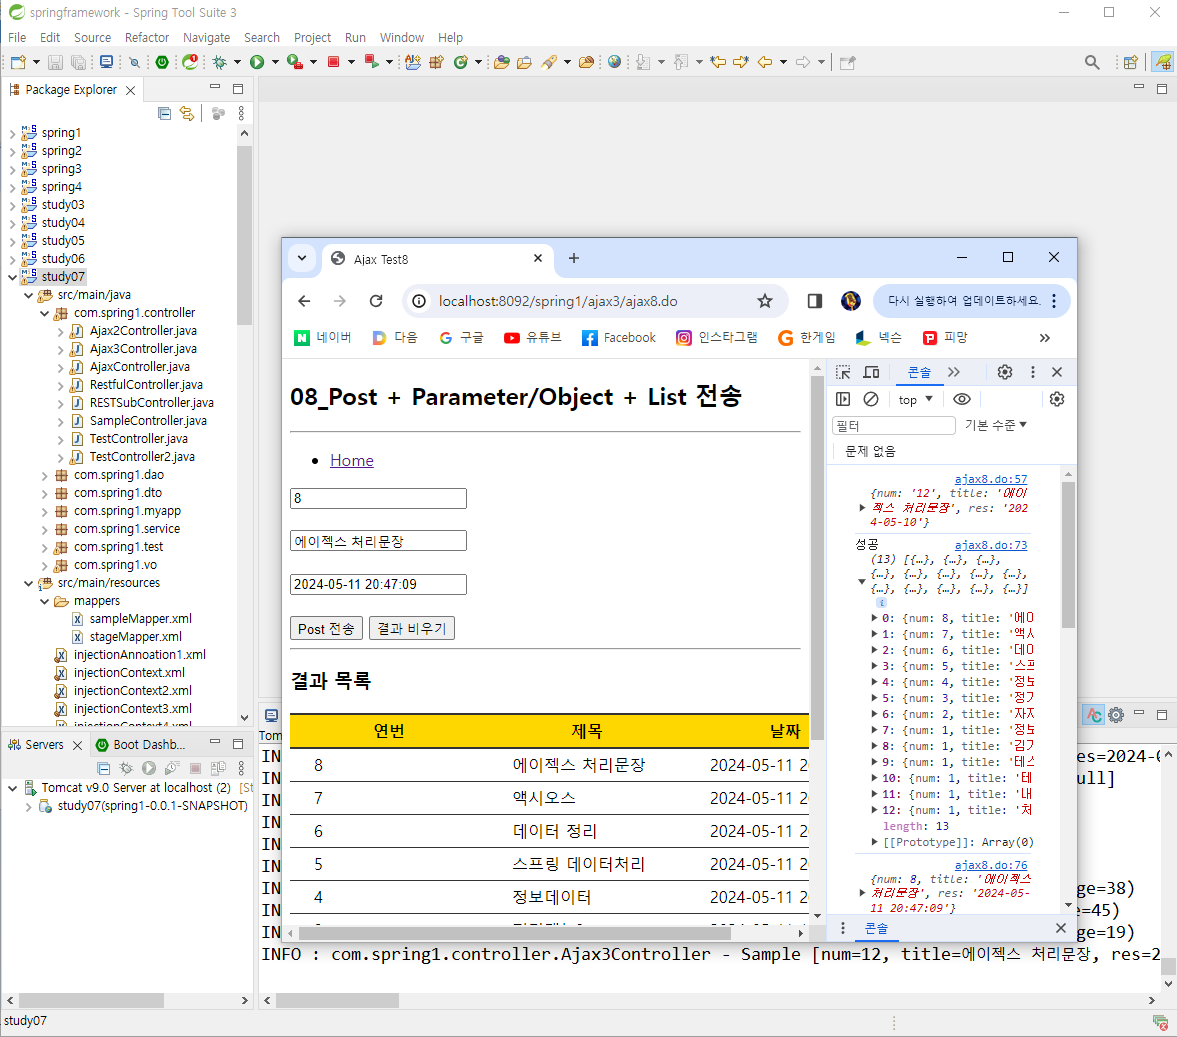 springframework - Spring Tool Suite 3
File Edit Source Refactor Navigate Search Project Run Window Help
Package Explorer
spring1
spring2
spring3
spring4
study03
study04
study05
study06
study07
src/main/java
com.spring1.controller
Ajax2Controller.java
Ajax3Controller.java
AjaxController.java
RestfulController.java
RESTSubController.java
SampleController.java
TestController.java
TestController2.java
com.spring1.dao
com.spring1.dto
com.spring1.myapp
com.spring1.service
com.spring1.test
com.spring1.vo
src/main/resources
mappers
sampleMapper.xml
stageMapper.xml
injectionAnnoation1.xml
injectionContext.xml
injectionContext2.xml
injectionContext3.xml
injectionContext4.xml
Servers
Boot Dashb...
Tomcat v9.0 Server at localhost (2) [St
study07(spring1-0.0.1-SNAPSHOT)
study07
Ajax Test8
localhost:8092/spring1/ajax3/ajax8.do
다시 실행하여 업데이트하세요.
네이버 다음 구글 유튜브 Facebook 인스타그램 한게임 넥슨 피망
08_Post + Parameter/Object + List 전송
Home
8
에이젝스 처리문장
2024-05-11 20:47:09
Post 전송
결과 비우기
결과 목록
연번 제목 날짜
8 에이젝스 처리문장 2024-05-11 2
7 액시오스 2024-05-11 2
6 데이터 정리 2024-05-11 2
5 스프링 데이터처리 2024-05-11 2
4 정보데이터 2024-05-11 2
콘솔
top
필터
기본 수준
문제 없음
ajax8.do:57
{num: '12', title: '에이
젝스 처리문장', res: '202
4-05-10'}
성공 ajax8.do:73
(13) [{…}, {…}, {…},
{…}, {…}, {…}, {…}, {…},
{…}, {…}, {…}, {…}, {…}]
0: {num: 8, title: '에이
1: {num: 7, title: '액시
2: {num: 6, title: '데이
3: {num: 5, title: '스프
4: {num: 4, title: '정보
5: {num: 3, title: '정기
6: {num: 2, title: '자자
7: {num: 1, title: '정보
8: {num: 1, title: '김기
9: {num: 1, title: '테스
10: {num: 1, title: '테
11: {num: 1, title: '내
12: {num: 1, title: '처
length: 13
[[Prototype]]: Array(0)
ajax8.do:76
{num: 8, title: '에이젝스
처리문장', res: '2024-05-
11 20:47:09'}
콘솔
Tom
IN es=2024-0
IN ull]
IN
IN
IN
IN
IN ge=38)
IN e=45)
IN ge=19)
INFO : com.spring1.controller.Ajax3Controller - Sample [num=12, title=에이젝스 처리문장, res=2